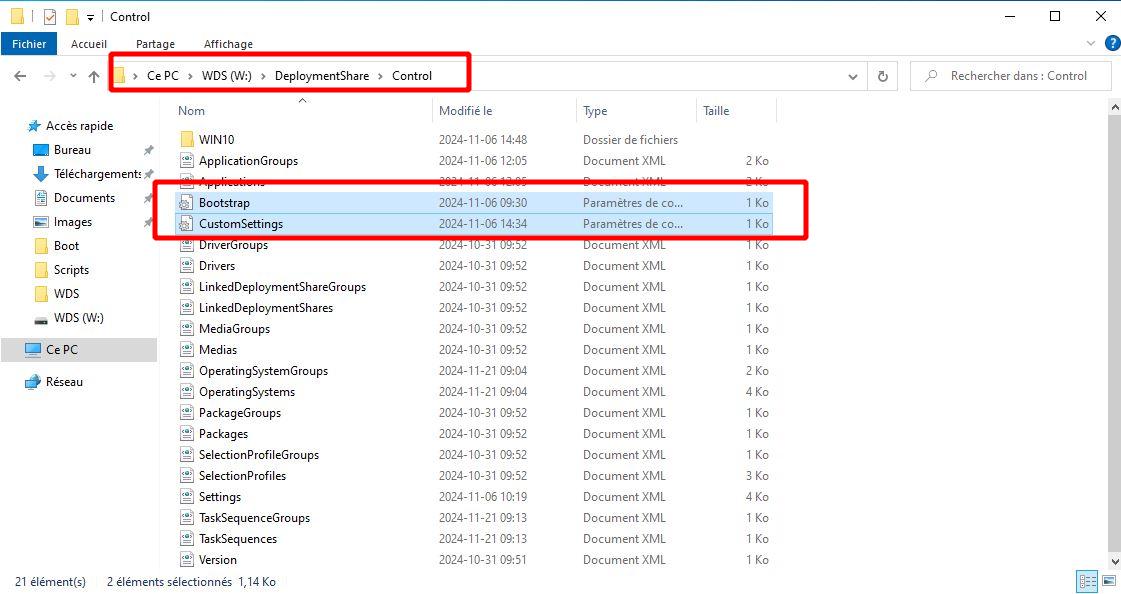 Control
Fichier Accueil Partage Affichage
Ce PC > WDS (W:) > DeploymentShare > Control
Rechercher dans : Control
Accès rapide
Bureau
Téléchargements
Documents
Images
Boot
Scripts
WDS
WDS (W:)
Ce PC
Réseau
Nom Modifié le Type Taille
WIN10 2024-11-06 14:48 Dossier de fichiers
ApplicationGroups 2024-11-06 12:05 Document XML 2 Ko
Applications 2024-11-06 12:05 Document XML 2 Ko
Bootstrap 2024-11-06 09:30 Paramètres de co... 1 Ko
CustomSettings 2024-11-06 14:34 Paramètres de co... 1 Ko
DriverGroups 2024-10-31 09:52 Document XML 1 Ko
Drivers 2024-10-31 09:52 Document XML 1 Ko
LinkedDeploymentShareGroups 2024-10-31 09:52 Document XML 1 Ko
LinkedDeploymentShares 2024-10-31 09:52 Document XML 1 Ko
MediaGroups 2024-10-31 09:52 Document XML 1 Ko
Medias 2024-10-31 09:52 Document XML 1 Ko
OperatingSystemGroups 2024-11-21 09:04 Document XML 2 Ko
OperatingSystems 2024-11-21 09:04 Document XML 4 Ko
PackageGroups 2024-10-31 09:52 Document XML 1 Ko
Packages 2024-10-31 09:52 Document XML 1 Ko
SelectionProfileGroups 2024-10-31 09:52 Document XML 1 Ko
SelectionProfiles 2024-10-31 09:52 Document XML 3 Ko
Settings 2024-11-06 10:19 Document XML 4 Ko
TaskSequenceGroups 2024-11-21 09:13 Document XML 1 Ko
TaskSequences 2024-11-21 09:13 Document XML 1 Ko
Version 2024-10-31 09:51 Document XML 1 Ko
21 élément(s) 2 éléments sélectionnés 1,14 Ko